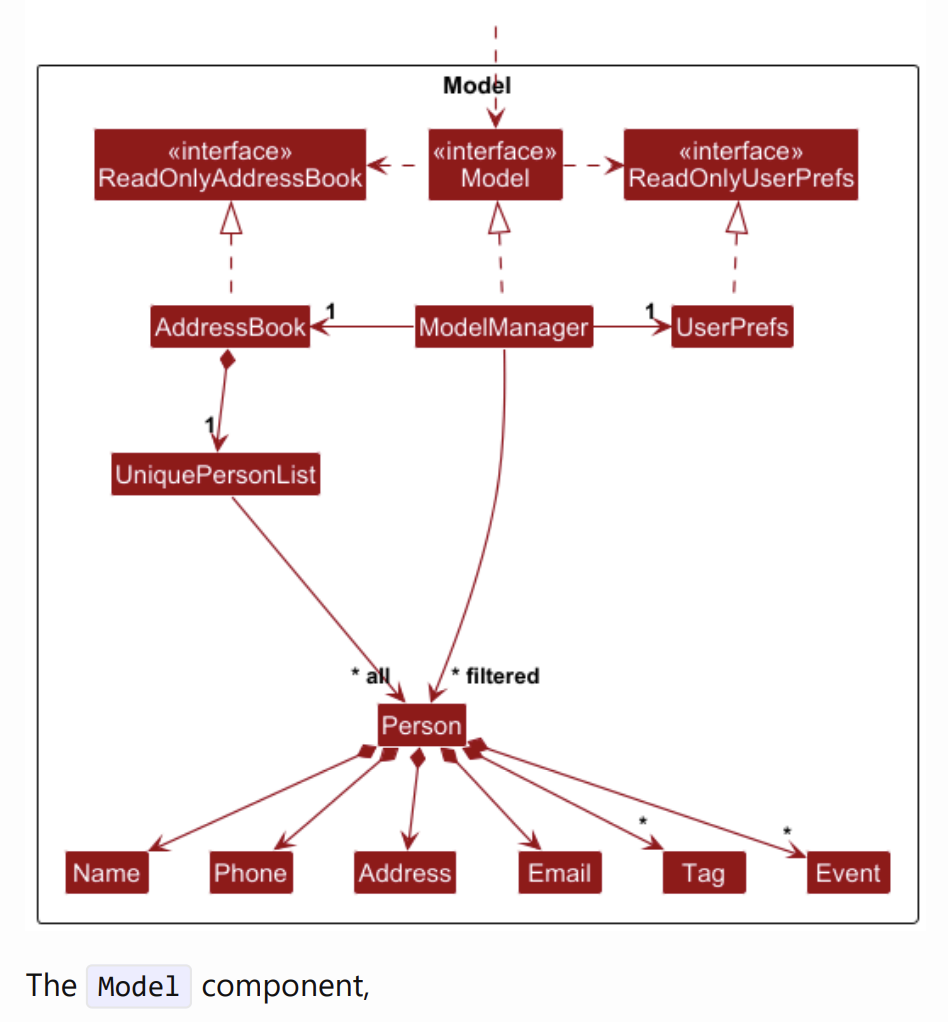 Model
«interface»
ReadOnlyAddressBook
«interface»
Model
«interface»
ReadOnlyUserPrefs
AddressBook
1
ModelManager
1
UserPrefs
1
UniquePersonList
* all
* filtered
Person
*
*
Name
Phone
Address
Email
Tag
Event
The Model component,